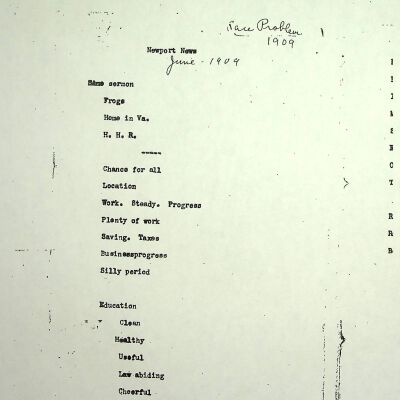 Race Problem
1909
Newport News
June - 1909
Same sermon
Frogs
Home in Va.
H. H. R.
-----
Chance for all
Location
Work. Steady. Progress
Plenty of work
Saving. Taxes
Businessprogress
Silly period
Education
Clean
Healthy
Useful
Law abiding
Cheerful